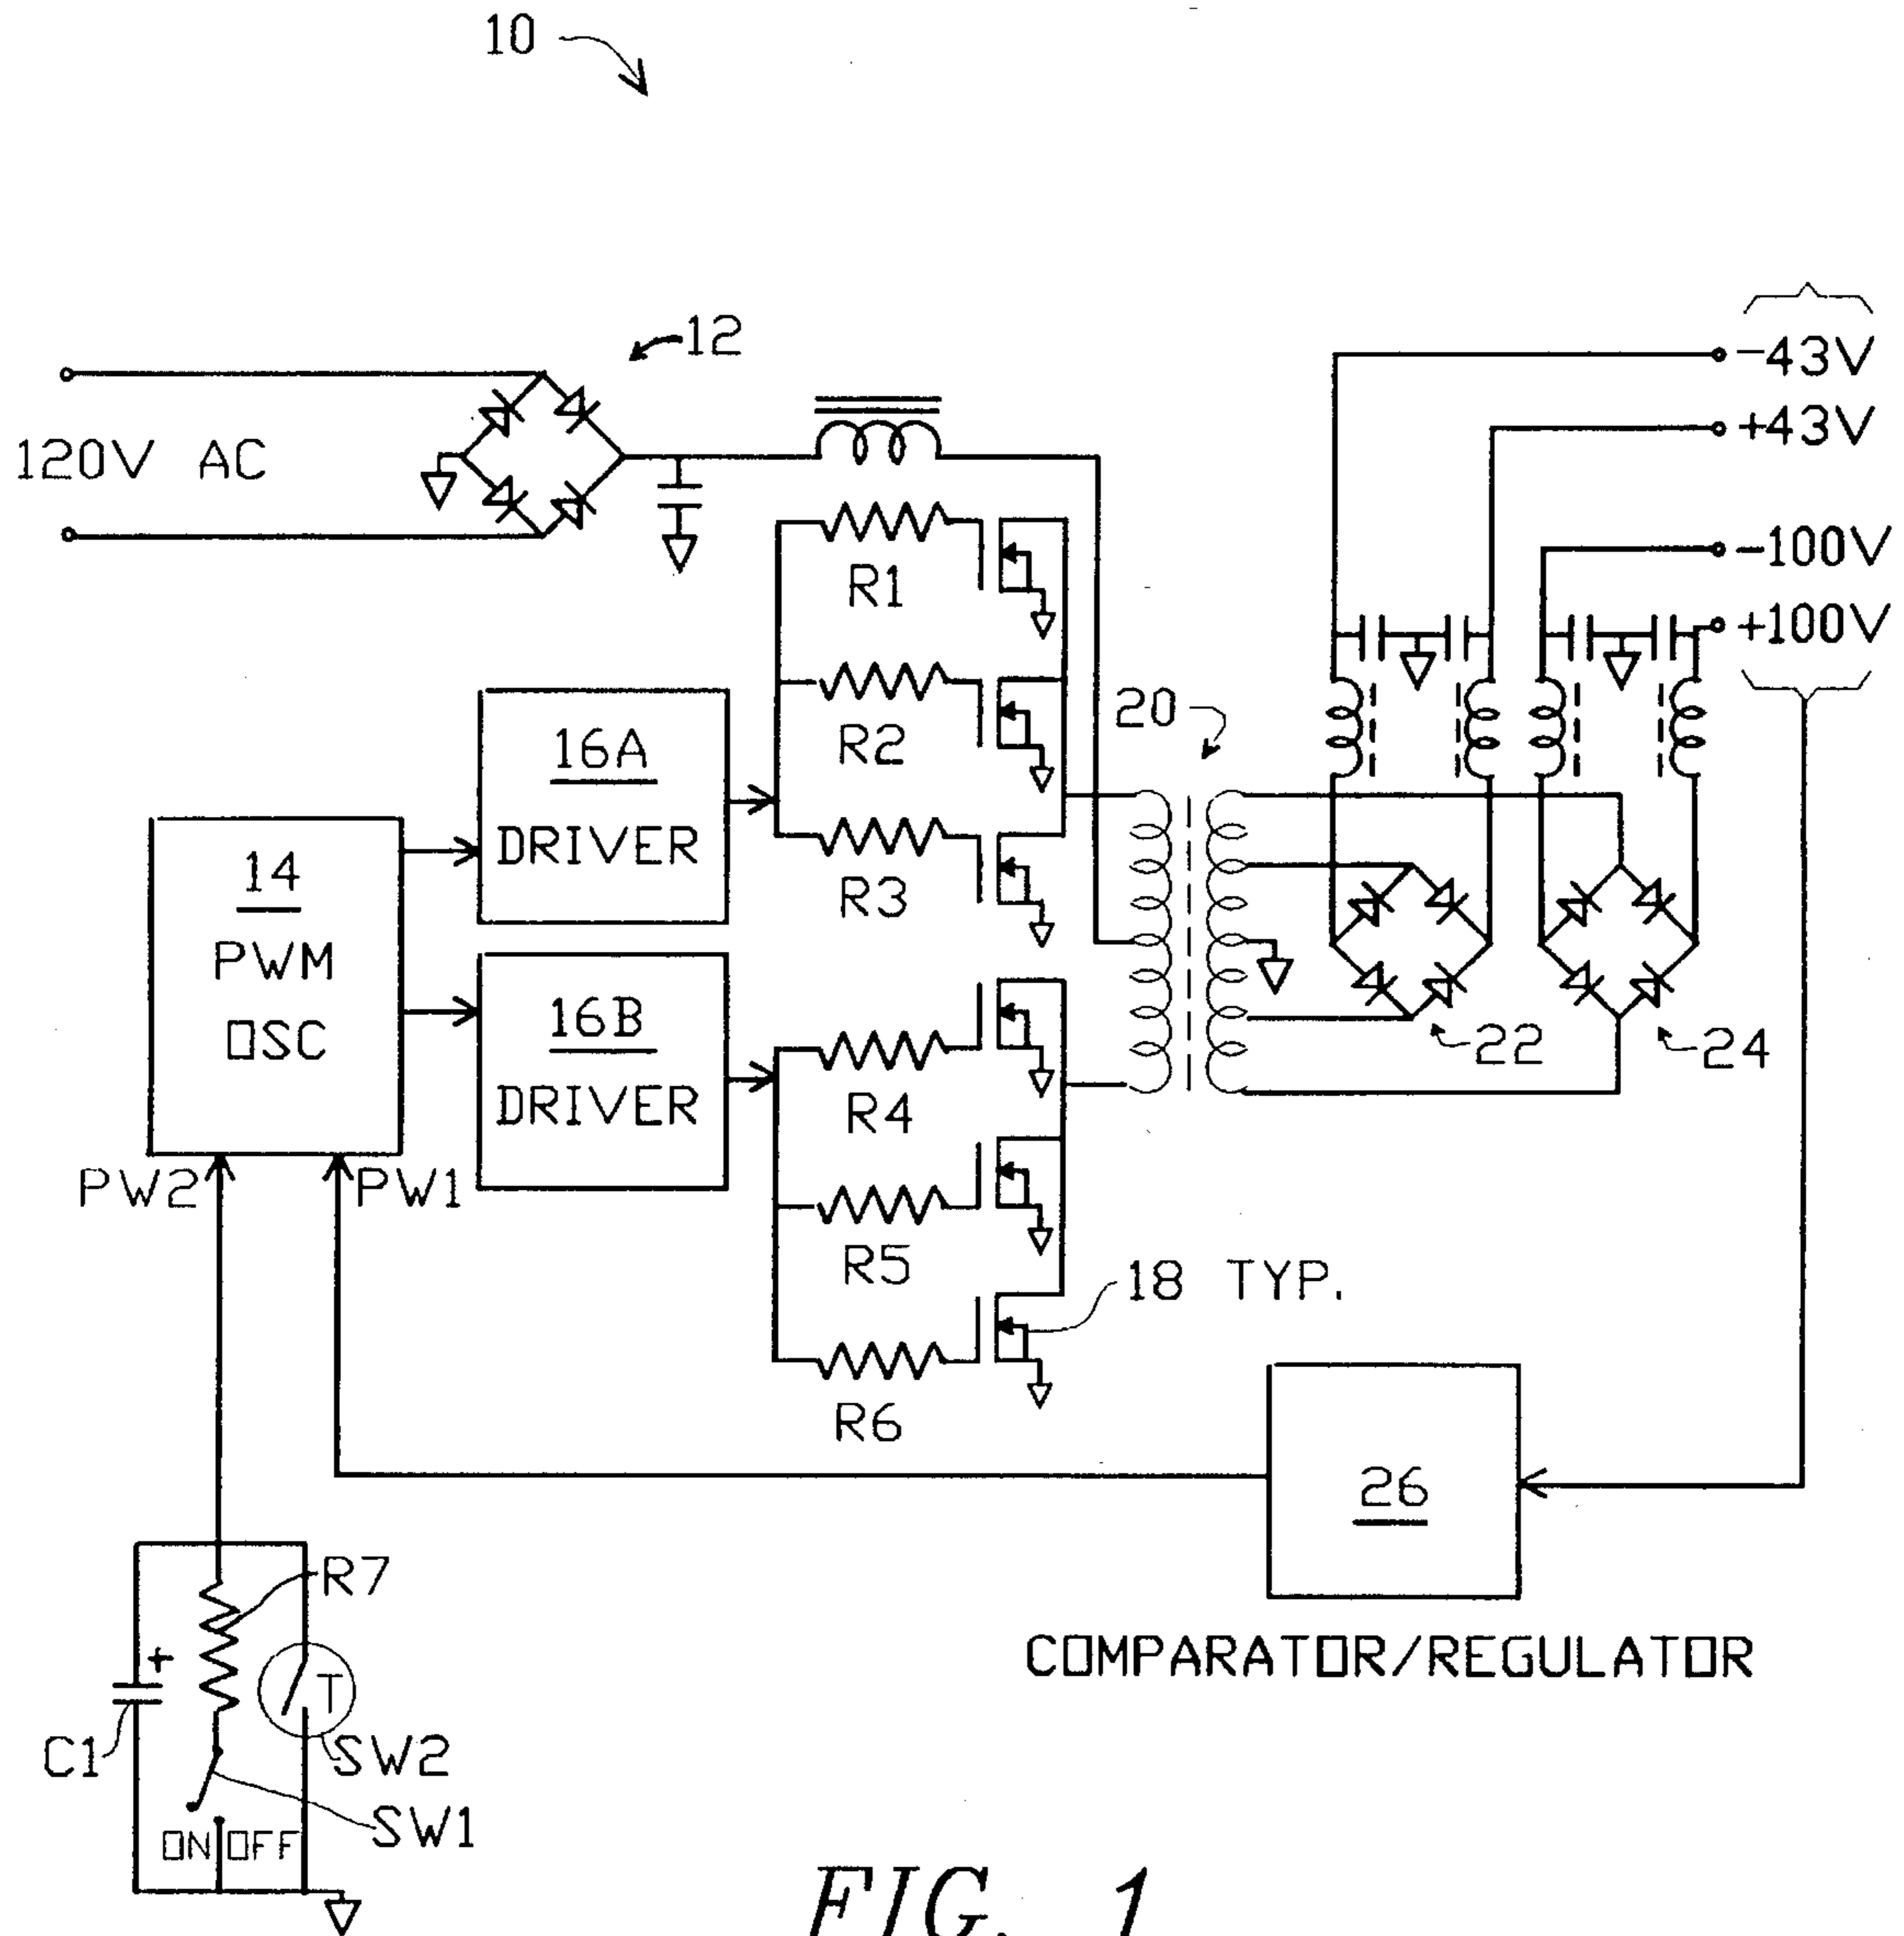 10
12
-43V
+43V
120V AC
-100V
+100V
R1
20
R2
16A
DRIVER
R3
14
PWM
OSC
16B
DRIVER
22
24
R4
PW2
PW1
R5
18 TYP.
R6
26
R7
COMPARATOR/REGULATOR
+
T
C1
SW2
SW1
ON OFF
FIG. 1